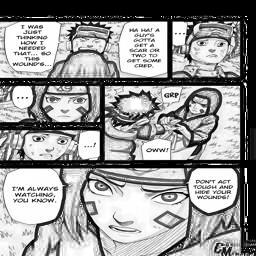 I WAS
JUST
THINKING
HOW I
NEEDED
THAT... SO
THIS
WOUND'S...
HA HA! A
GUY'S
GOTTA
GET A
SCAR OR
TWO TO
GET SOME
CRED.
...
...
GRP
OWW!
...!
I'M ALWAYS
WATCHING,
YOU KNOW.
DON'T ACT
TOUGH AND
HIDE YOUR
WOUNDS!